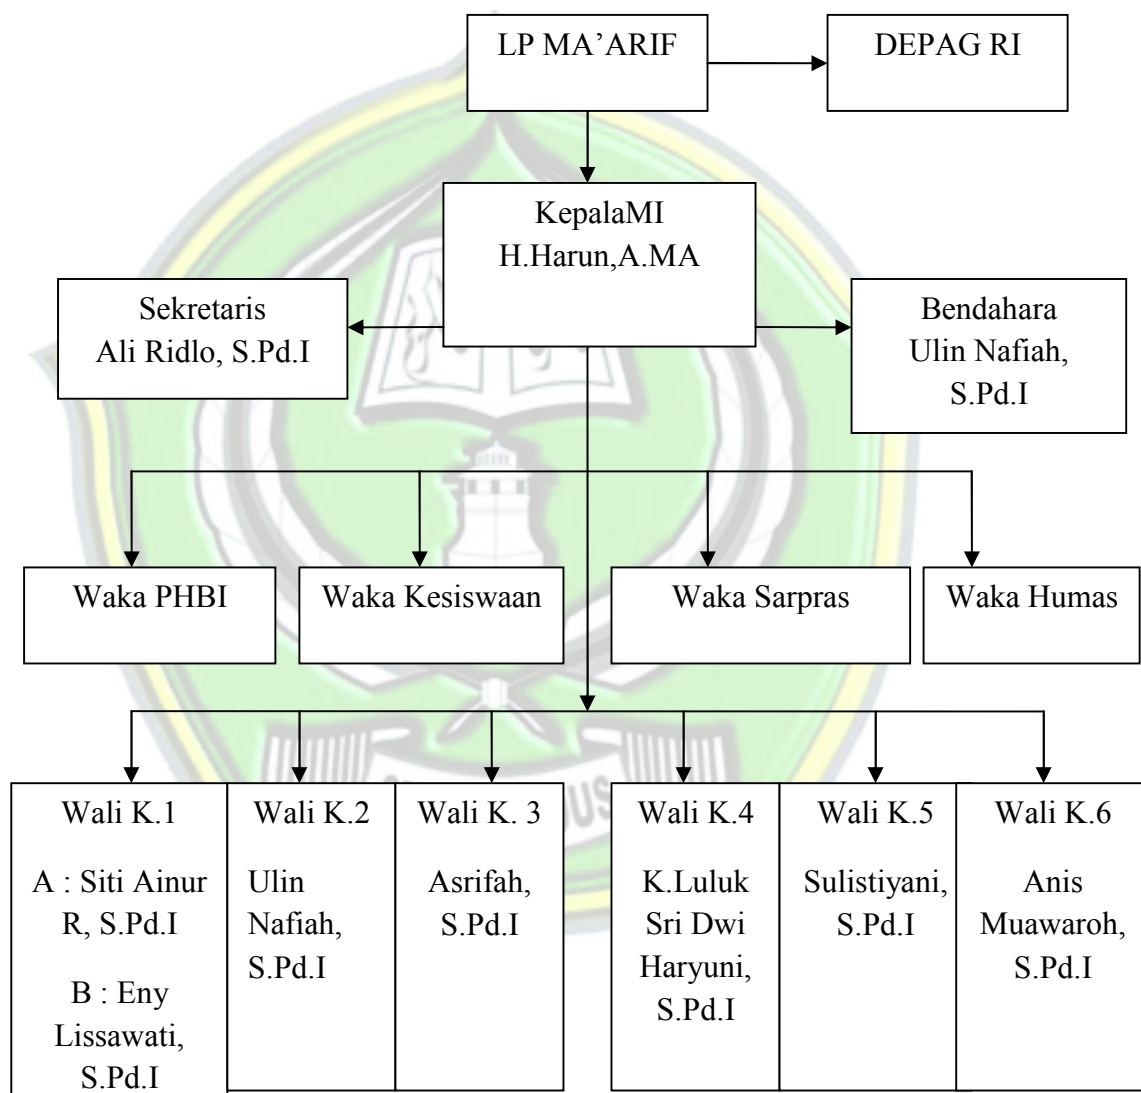 LP MA’ARIF
DEPAG RI
KepalaMI
H.Harun,A.MA
Sekretaris
Ali Ridlo, S.Pd.I
Bendahara
Ulin Nafiah,
S.Pd.I
Waka PHBI
Waka Kesiswaan
Waka Sarpras
Waka Humas
Wali K.1
A : Siti Ainur
R, S.Pd.I
B : Eny
Lissawati,
S.Pd.I
Wali K.2
Ulin
Nafiah,
S.Pd.I
Wali K. 3
Asrifah,
S.Pd.I
Wali K.4
K.Luluk
Sri Dwi
Haryuni,
S.Pd.I
Wali K.5
Sulistiyani,
S.Pd.I
Wali K.6
Anis
Muawaroh,
S.Pd.I